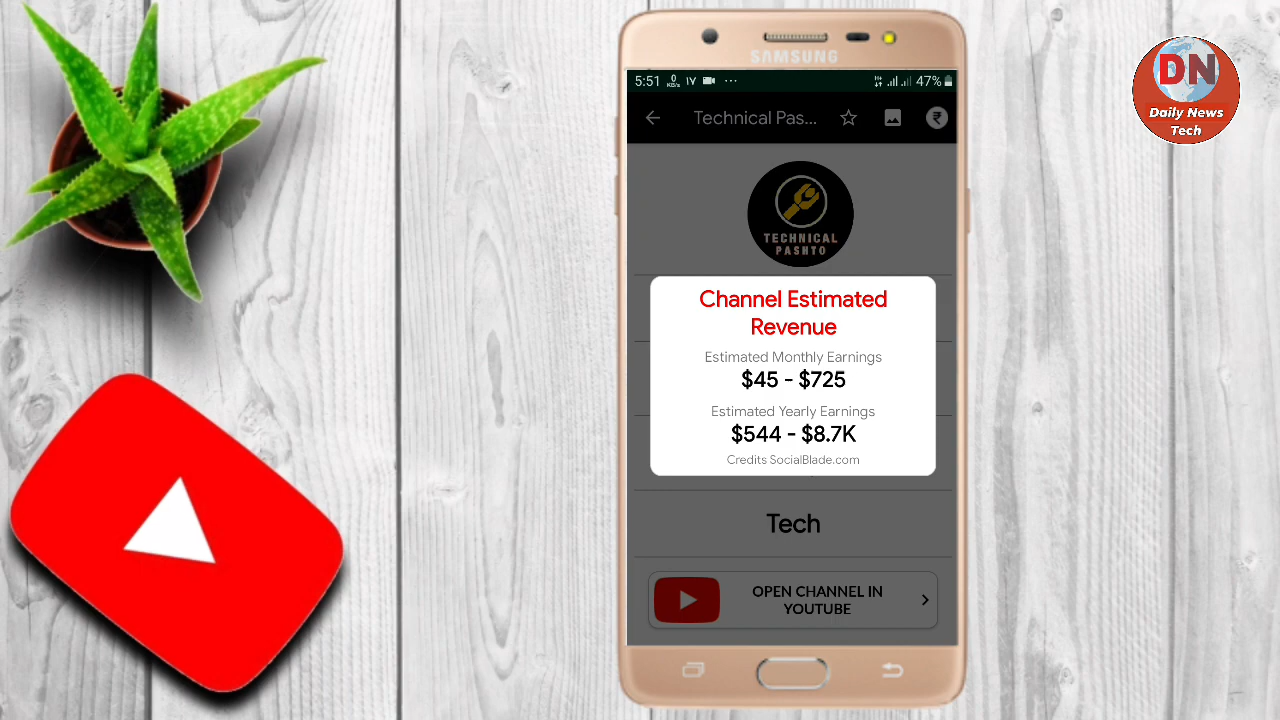 SAMSUNG
5:51 0 KB/s ١٧ ... 47%
Technical Pas...
₹
TECHNICAL
PASHTO
Channel Estimated
Revenue
Estimated Monthly Earnings
$45 - $725
Estimated Yearly Earnings
$544 - $8.7K
Credits SocialBlade.com
Tech
OPEN CHANNEL IN
YOUTUBE
DN
Daily News
Tech